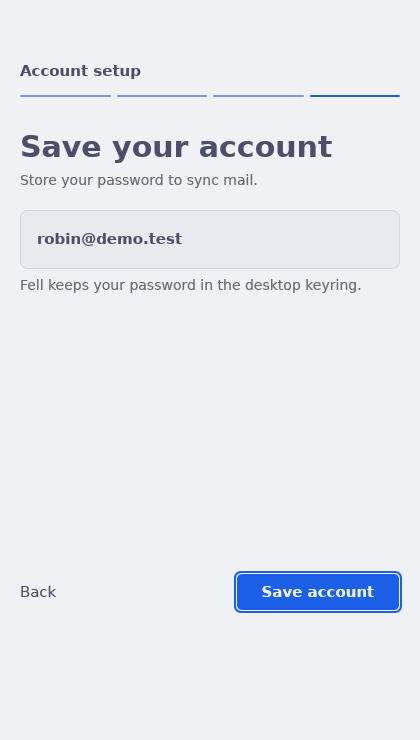 Account setup
Save your account
Store your password to sync mail.
robin@demo.test
Fell keeps your password in the desktop keyring.
Back
Save account